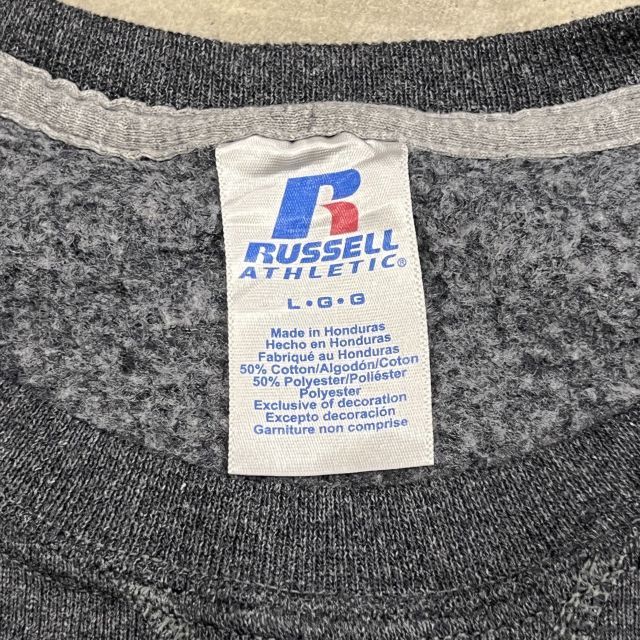 R
RUSSELL
ATHLETIC®
L•G•G
Made in Honduras
Hecho en Honduras
Fabriqué au Honduras
50% Cotton/Algodón/Coton
50% Polyester/Poliéster
Polyester
Exclusive of decoration
Excepto decoración
Garniture non comprise